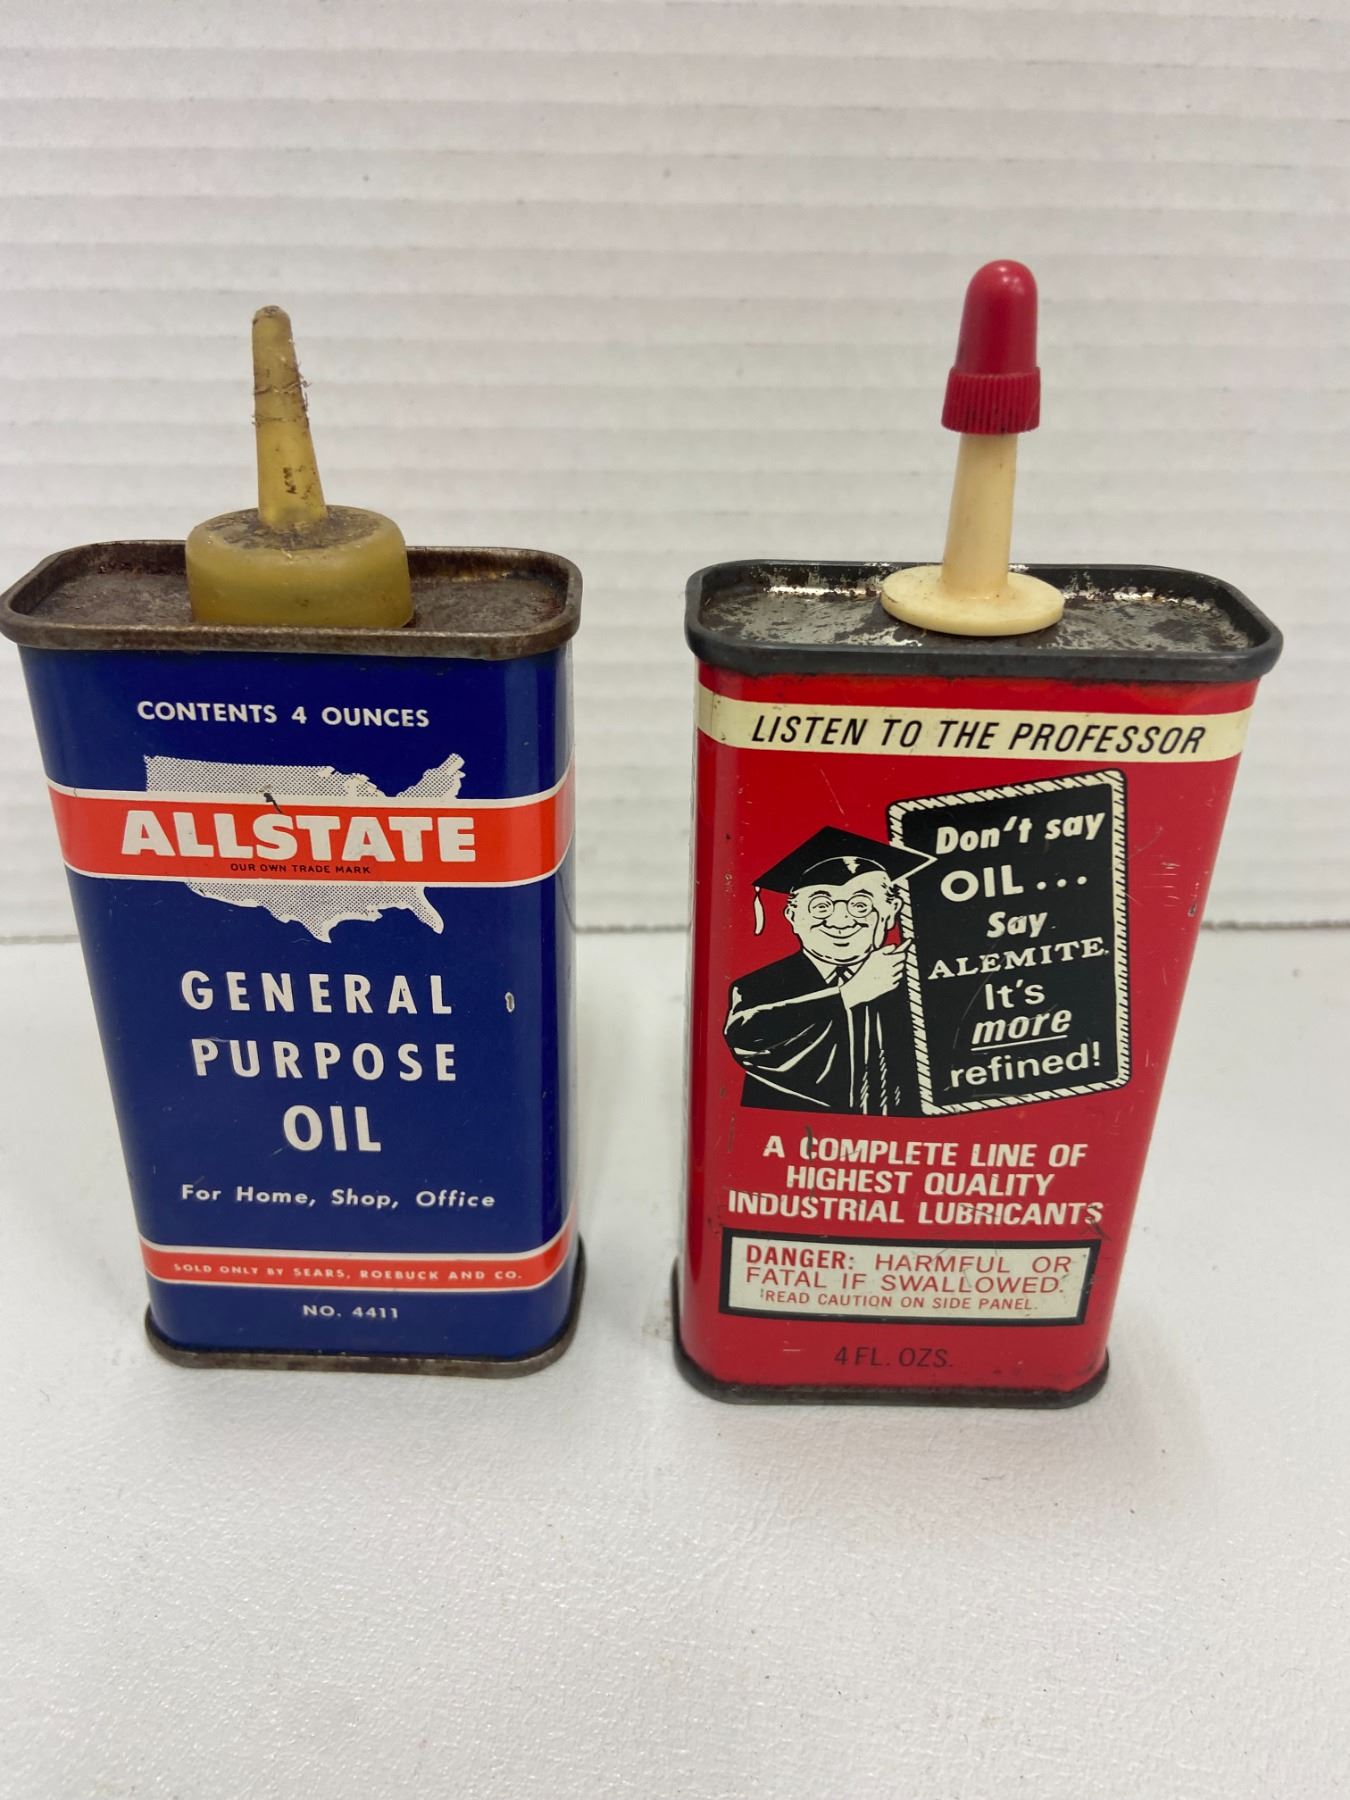 CONTENTS 4 OUNCES
ALLSTATE
OUR OWN TRADE MARK
GENERAL
PURPOSE
OIL
For Home, Shop, Office
SOLD ONLY BY SEARS, ROEBUCK AND CO.
NO. 4411
LISTEN TO THE PROFESSOR
Don't say
OIL...
Say
ALEMITE
It's
more
refined!
A COMPLETE LINE OF
HIGHEST QUALITY
INDUSTRIAL LUBRICANTS
DANGER: HARMFUL OR
FATAL IF SWALLOWED.
READ CAUTION ON SIDE PANEL.
4 FL. OZS.